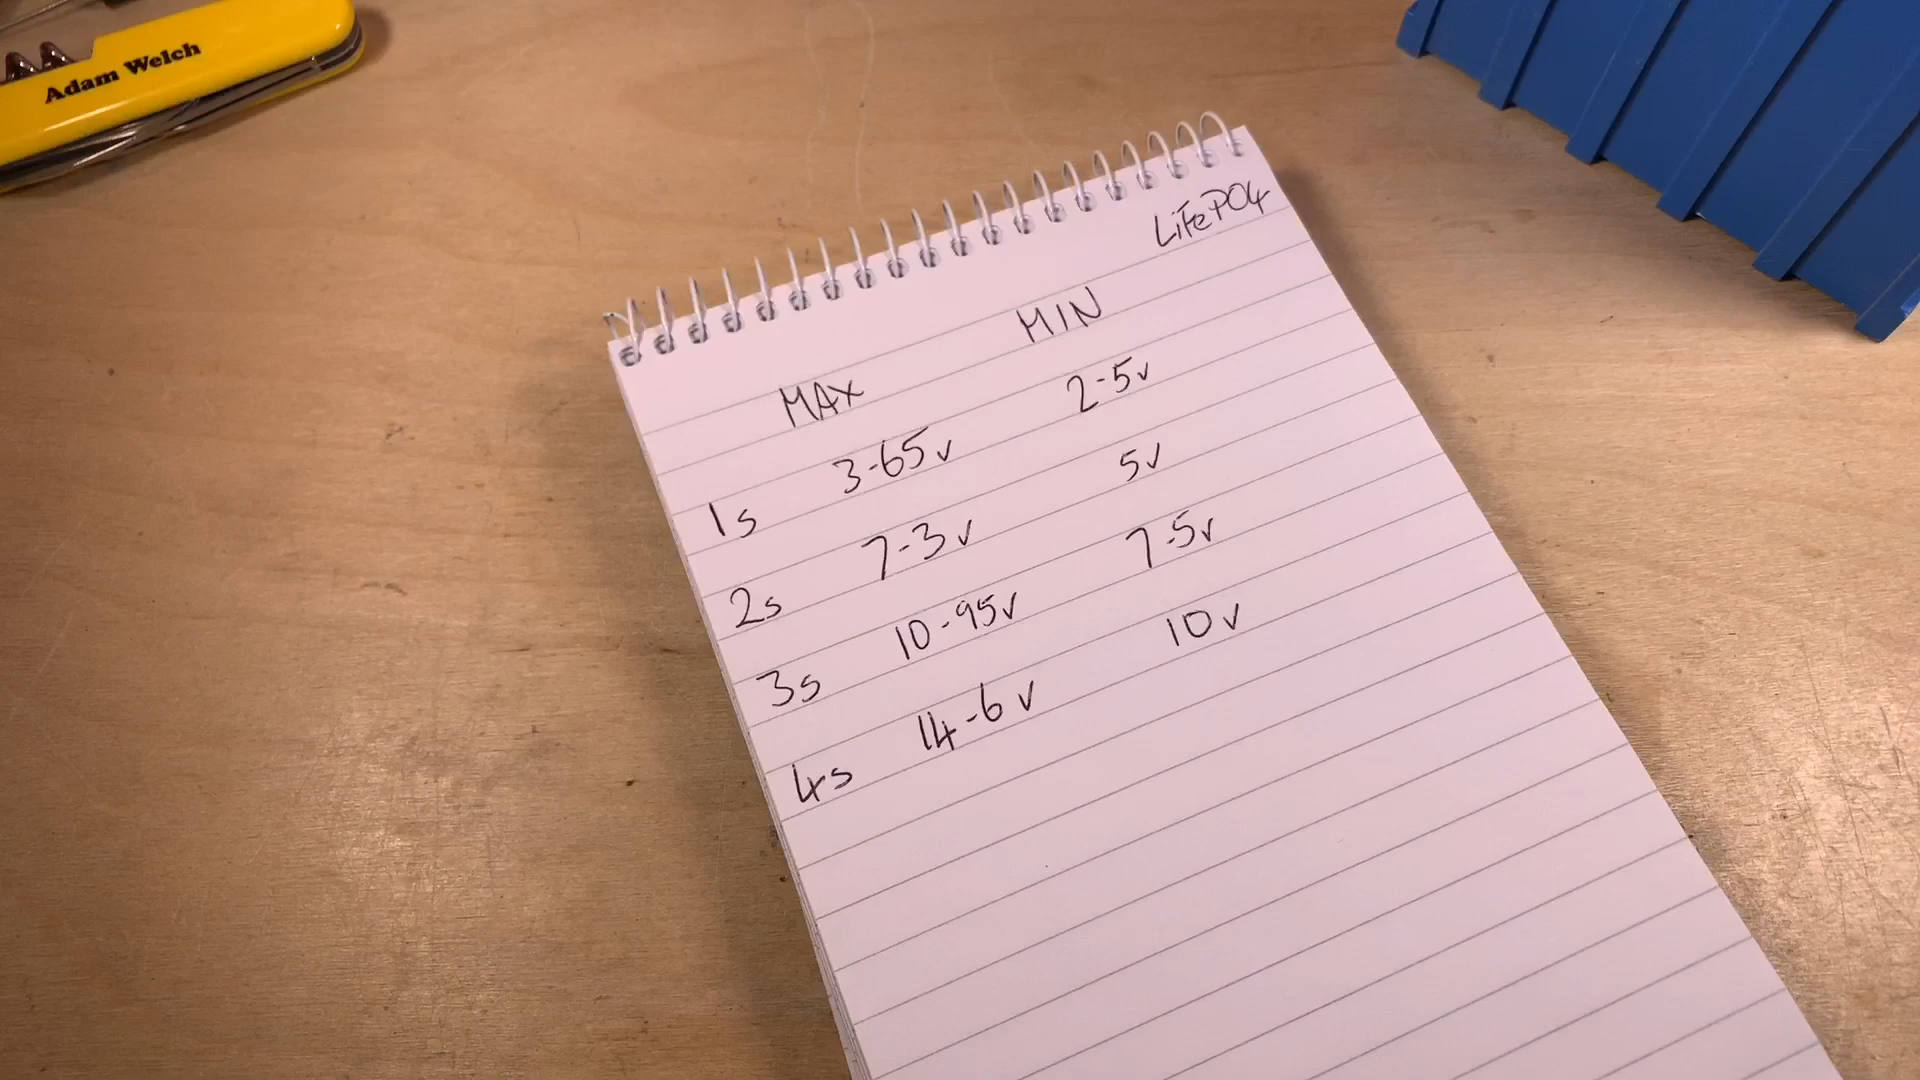 Adam Welch
LiFePO4
MAX MIN
1s 3-65v 2-5v
2s 7-3v 5v
3s 10-95v 7-5v
4s 14-6v 10v